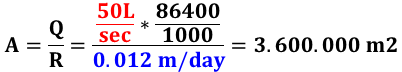 A = Q/R = (50L/sec * 86400/1000) / 0.012 m/day = 3.600.000 m2